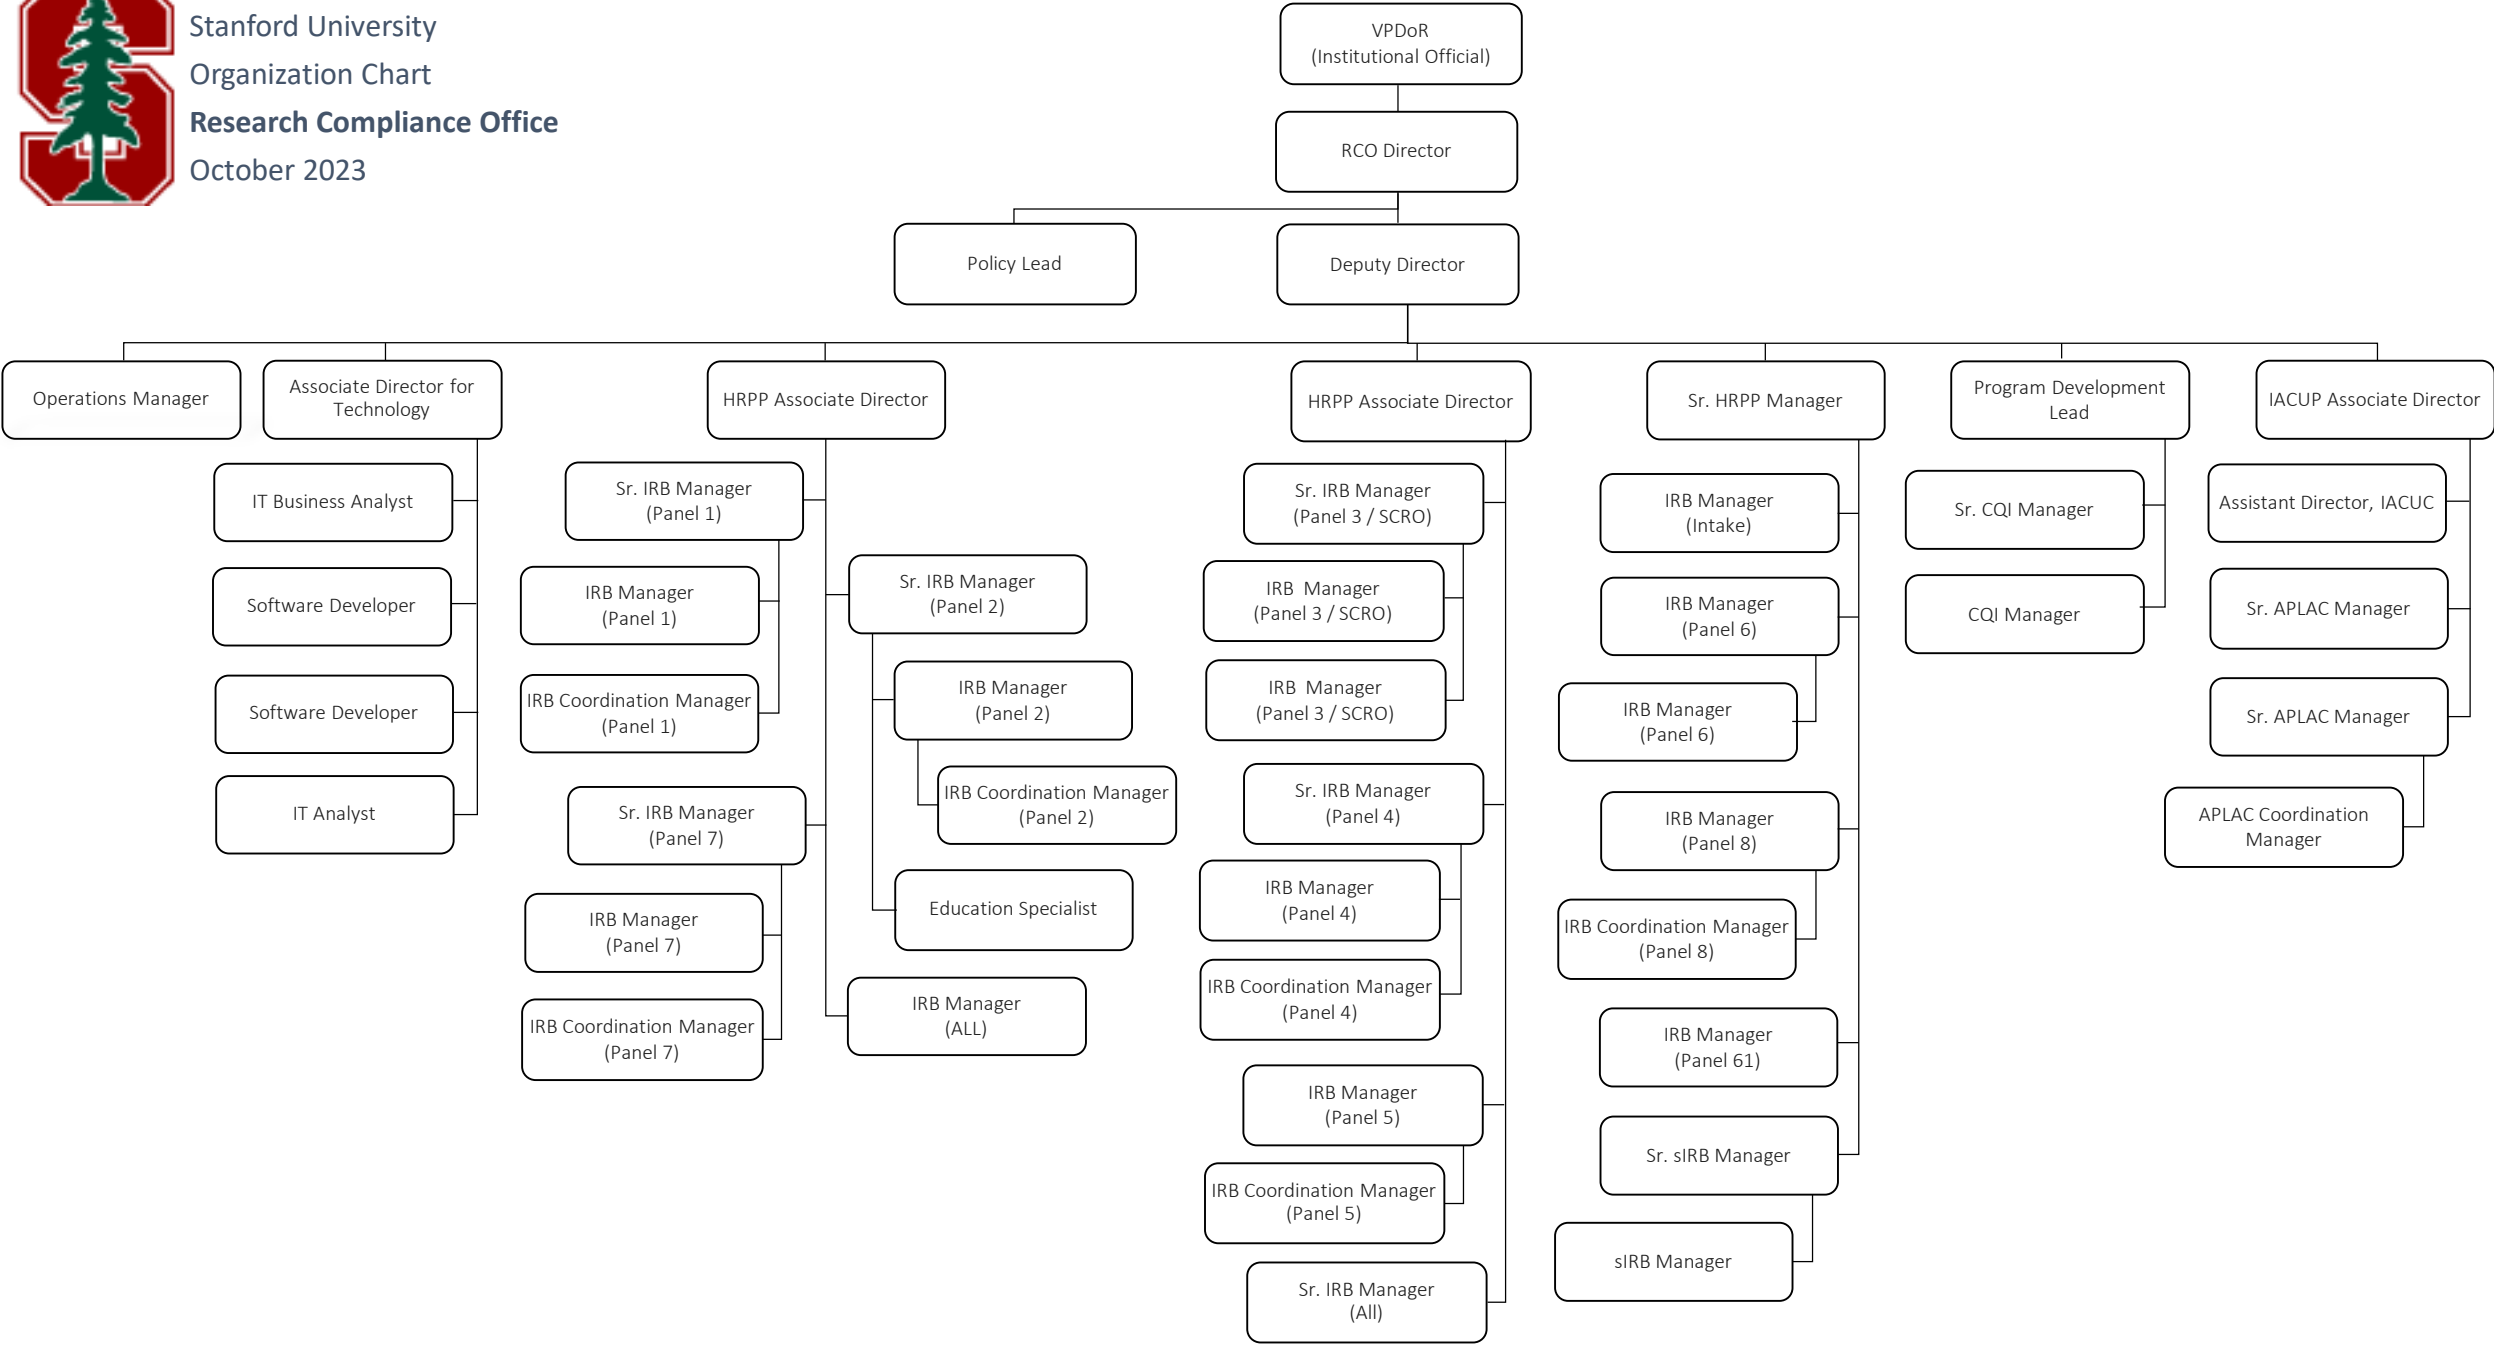 Stanford University
Organization Chart
Research Compliance Office
October 2023
VPDoR
(Institutional Official)
RCO Director
Policy Lead
Deputy Director
Operations Manager
Associate Director for
Technology
HRPP Associate Director
HRPP Associate Director
Sr. HRPP Manager
Program Development
Lead
IACUP Associate Director
IT Business Analyst
Software Developer
Software Developer
IT Analyst
Sr. IRB Manager
(Panel 1)
IRB Manager
(Panel 1)
IRB Coordination Manager
(Panel 1)
Sr. IRB Manager
(Panel 7)
IRB Manager
(Panel 7)
IRB Coordination Manager
(Panel 7)
Sr. IRB Manager
(Panel 2)
IRB Manager
(Panel 2)
IRB Coordination Manager
(Panel 2)
Education Specialist
IRB Manager
(ALL)
Sr. IRB Manager
(Panel 3 / SCRO)
IRB  Manager
(Panel 3 / SCRO)
IRB  Manager
(Panel 3 / SCRO)
Sr. IRB Manager
(Panel 4)
IRB Manager
(Panel 4)
IRB Coordination Manager
(Panel 4)
IRB Manager
(Panel 5)
IRB Coordination Manager
(Panel 5)
Sr. IRB Manager
(All)
IRB Manager
(Intake)
IRB Manager
(Panel 6)
IRB Manager
(Panel 6)
IRB Manager
(Panel 8)
IRB Coordination Manager
(Panel 8)
IRB Manager
(Panel 61)
Sr. sIRB Manager
sIRB Manager
Sr. CQI Manager
CQI Manager
Assistant Director, IACUC
Sr. APLAC Manager
Sr. APLAC Manager
APLAC Coordination
Manager